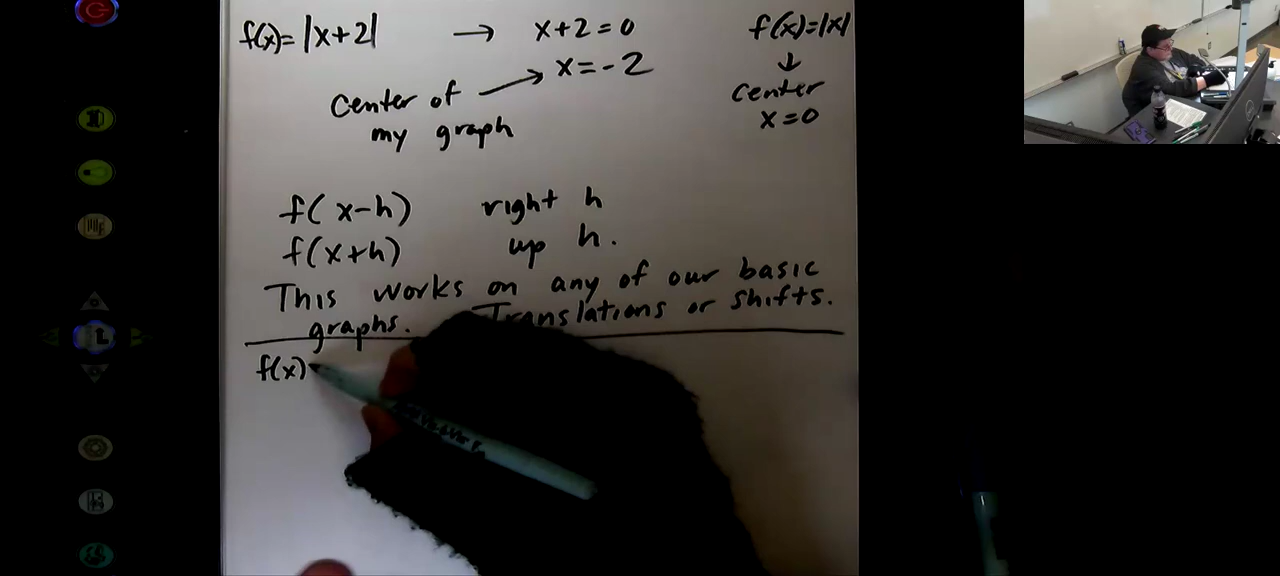 f(x)=|x+2| → x+2=0 f(x)=|x|
x=-2 ↓
center of → center
my graph x=0
f(x-h) right h
f(x+h) up h.
This works on any of our basic
graphs. Translations or shifts.
f(x)